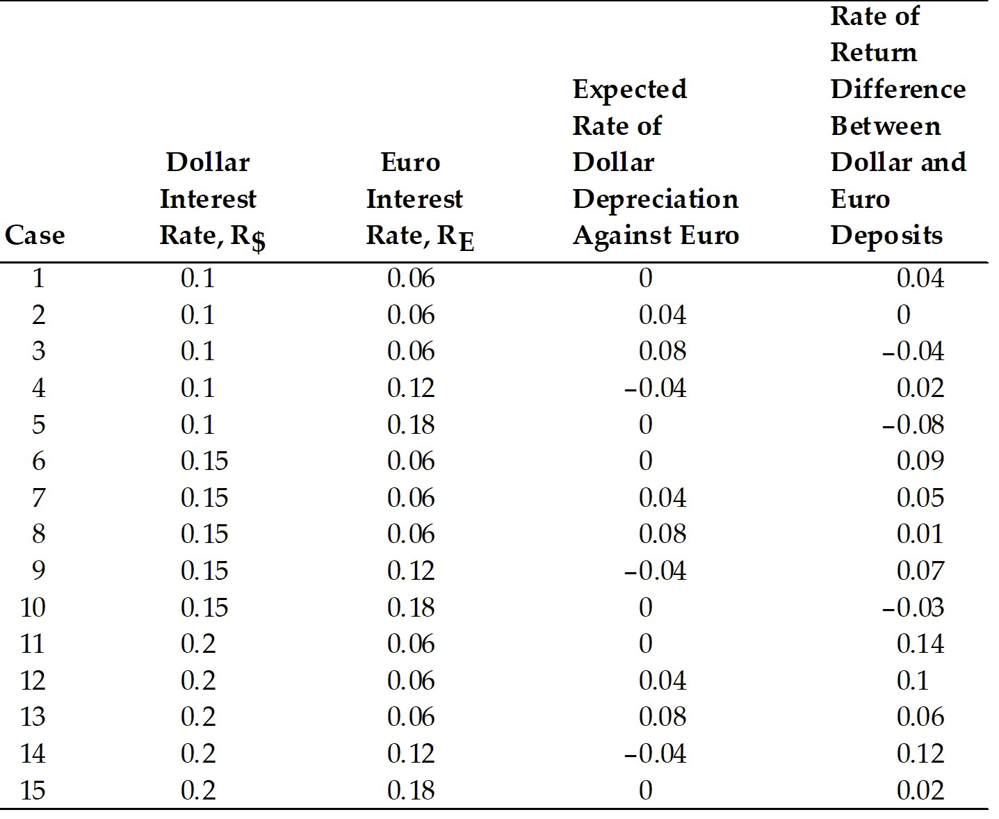 Rate of
Return
Expected Difference
Rate of Between
Dollar Euro Dollar Dollar and
Interest Interest Depreciation Euro
Case Rate, R$ Rate, RE Against Euro Deposits
1 0.1 0.06 0 0.04
2 0.1 0.06 0.04 0
3 0.1 0.06 0.08 –0.04
4 0.1 0.12 –0.04 0.02
5 0.1 0.18 0 –0.08
6 0.15 0.06 0 0.09
7 0.15 0.06 0.04 0.05
8 0.15 0.06 0.08 0.01
9 0.15 0.12 –0.04 0.07
10 0.15 0.18 0 –0.03
11 0.2 0.06 0 0.14
12 0.2 0.06 0.04 0.1
13 0.2 0.06 0.08 0.06
14 0.2 0.12 –0.04 0.12
15 0.2 0.18 0 0.02